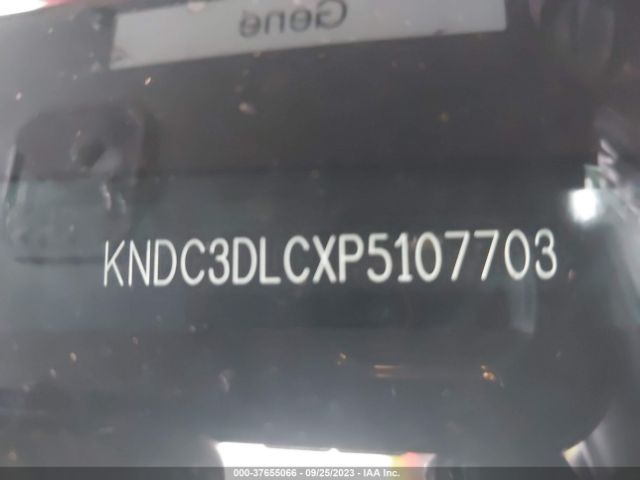 Gene
KNDC3DLCXP5107703
000-37655066 - 09/25/2023 - IAA Inc.